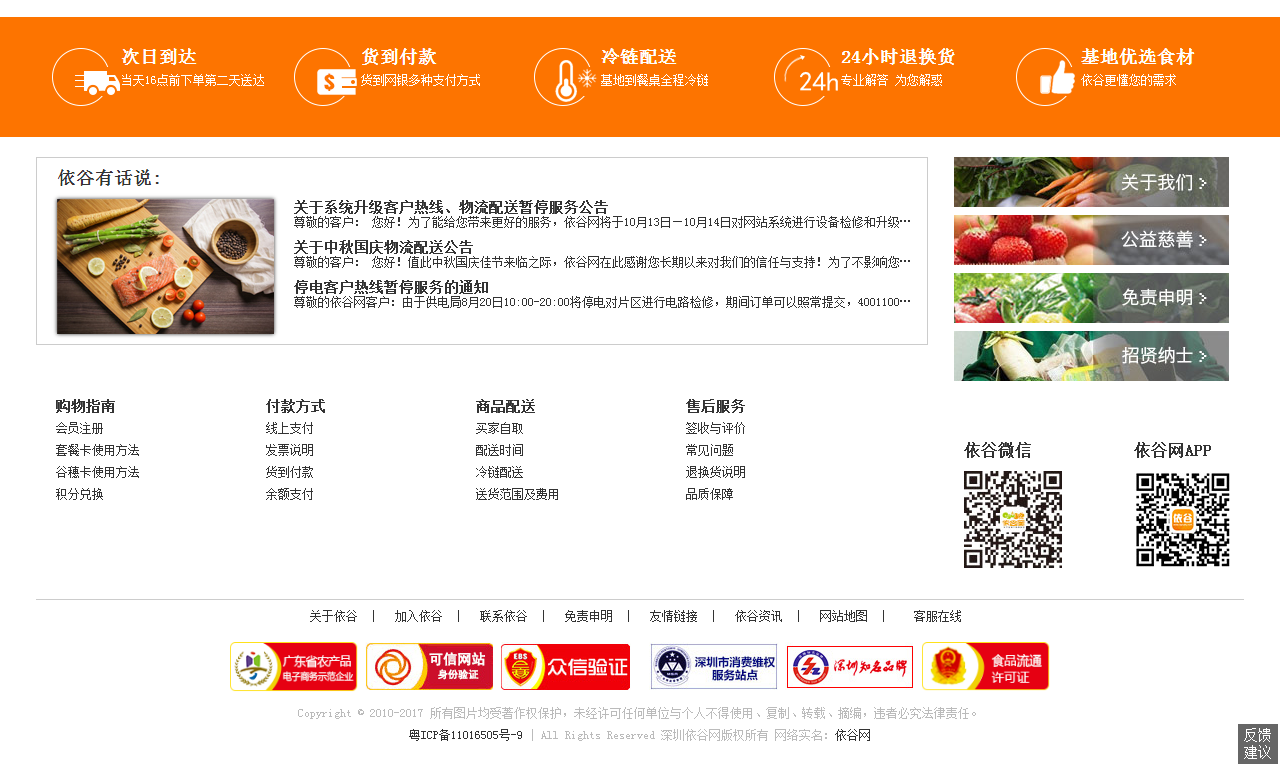 次日到达
当天16点前下单第二天送达
货到付款
货到网银多种支付方式
冷链配送
基地到餐桌全程冷链
24h
24小时退换货
专业解答 为您解惑
基地优选食材
依谷更懂您的需求
依谷有话说:
关于系统升级客户热线、物流配送暂停服务公告
尊敬的客户： 您好！为了能给您带来更好的服务，依谷网将于10月13日—10月14日对网站系统进行设备检修和升级…
关于中秋国庆物流配送公告
尊敬的客户： 您好！值此中秋国庆佳节来临之际，依谷网在此感谢您长期以来对我们的信任与支持！为了不影响您…
停电客户热线暂停服务的通知
尊敬的依谷网客户：由于供电局8月20日10:00-20:00将停电对片区进行电路检修，期间订单可以照常提交，4001100…
关于我们
公益慈善
免责申明
招贤纳士
购物指南
会员注册
套餐卡使用方法
谷穗卡使用方法
积分兑换
付款方式
线上支付
发票说明
货到付款
余额支付
商品配送
买家自取
配送时间
冷链配送
送货范围及费用
售后服务
签收与评价
常见问题
退换货说明
品质保障
依谷微信
依谷网APP
依谷
关于依谷 | 加入依谷 | 联系依谷 | 免责申明 | 友情链接 | 依谷资讯 | 网站地图 | 客服在线
广东省农产品
电子商务示范企业
可信网站
身份验证
EBS
众信验证
深圳市消费维权
服务站点
深圳知名品牌
食品流通
许可证
Copyright © 2010-2017 所有图片均受著作权保护，未经许可任何单位与个人不得使用、复制、转载、摘编，违者必究法律责任。
粤ICP备11016505号-9 | All Rights Reserved 深圳依谷网版权所有 网络实名：依谷网
反馈
建议